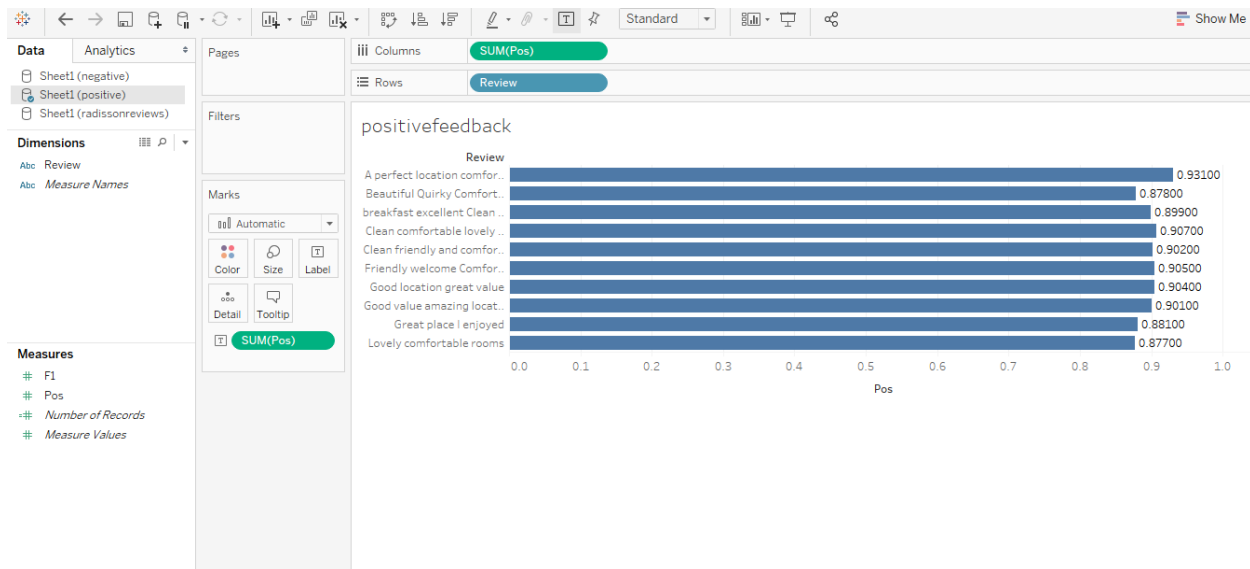 Standard
Show Me
Data
Analytics
Sheet1 (negative)
Sheet1 (positive)
Sheet1 (radissonreviews)
Dimensions
Abc Review
Abc Measure Names
Measures
# F1
# Pos
=# Number of Records
# Measure Values
Pages
Filters
Marks
Automatic
Color Size T Label
Detail Tooltip
T SUM(Pos)
iii Columns SUM(Pos)
Rows Review
positivefeedback
Review
A perfect location comfor.. 0.93100
Beautiful Quirky Comfort.. 0.87800
breakfast excellent Clean .. 0.89900
Clean comfortable lovely .. 0.90700
Clean friendly and comfor.. 0.90200
Friendly welcome Comfor.. 0.90500
Good location great value 0.90400
Good value amazing locat.. 0.90100
Great place I enjoyed 0.88100
Lovely comfortable rooms 0.87700
0.0 0.1 0.2 0.3 0.4 0.5 0.6 0.7 0.8 0.9 1.0
Pos